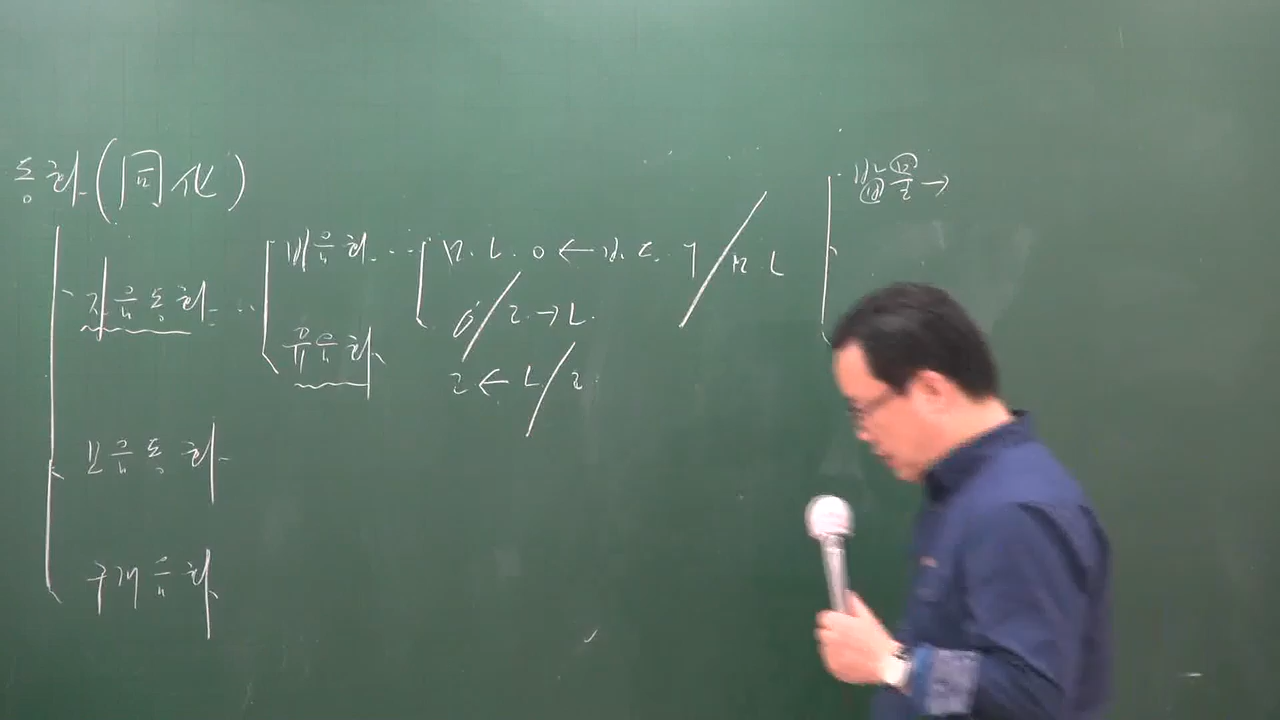 동화(同化)
자음동화
비음화
ㅁ.ㄴ.ㅇ ← ㅂ.ㄷ.ㄱ / ㅁ ㄴ
ㅇ / ㄹ → ㄴ
유음화
ㄹ ← ㄴ / ㄹ
모음동화
구개음화
밥물 →